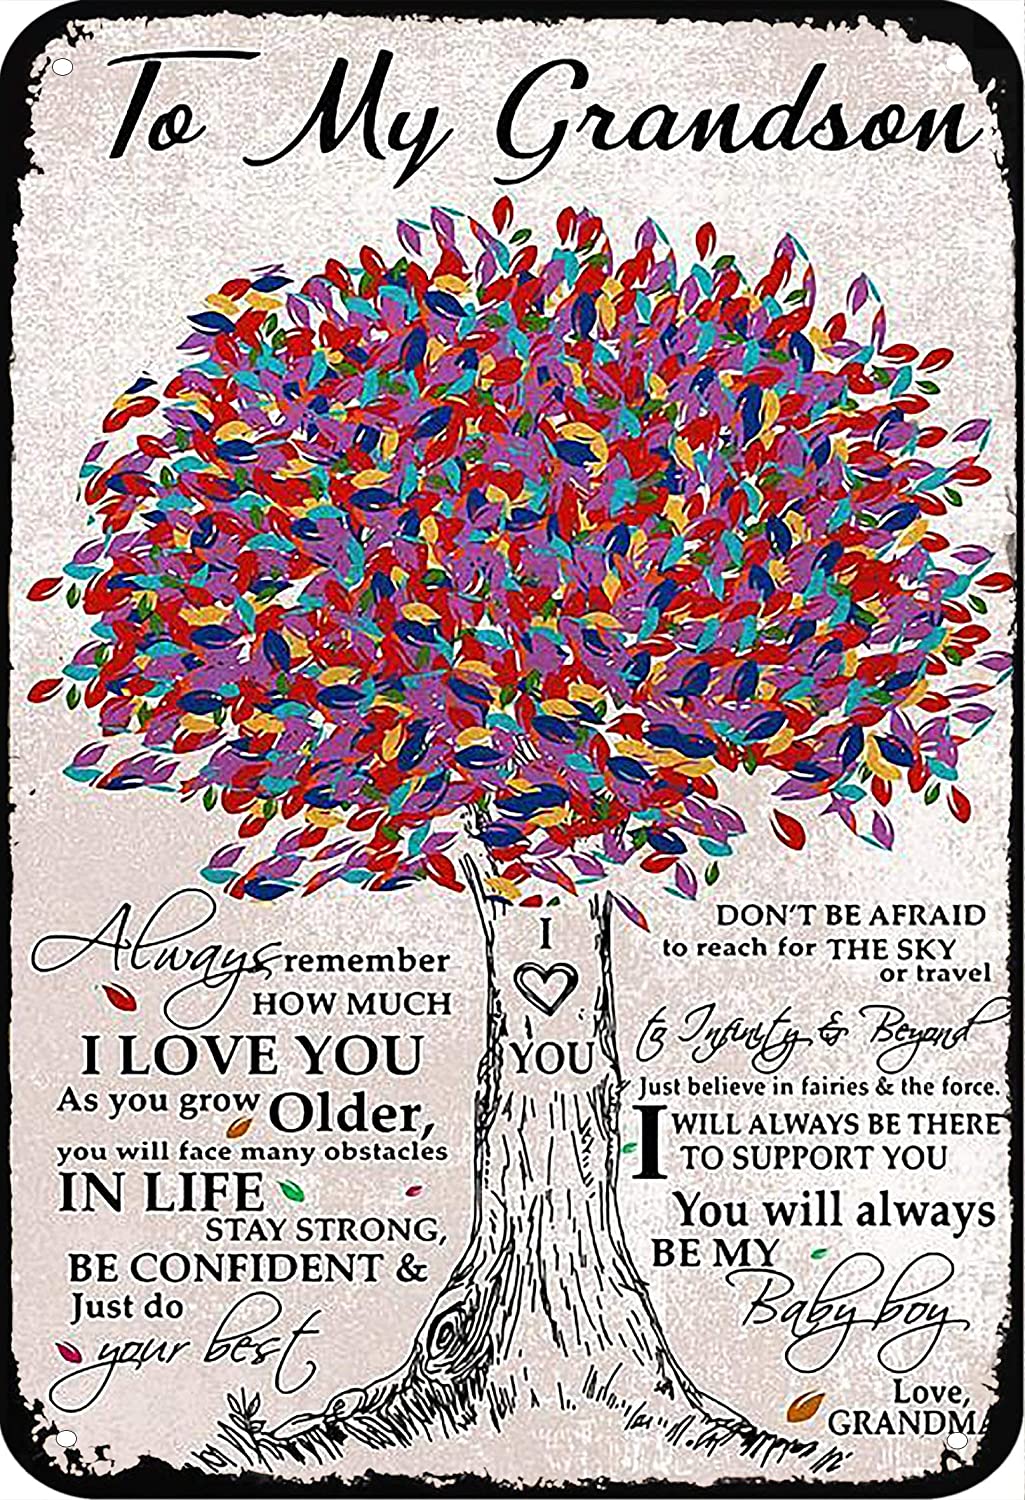 To My Grandson
Always remember
HOW MUCH
I LOVE YOU
As you grow Older,
you will face many obstacles
IN LIFE
STAY STRONG,
BE CONFIDENT &
Just do
your best
I
YOU
DON'T BE AFRAID
to reach for THE SKY
or travel
to Infinity & Beyond
Just believe in fairies & the force.
I WILL ALWAYS BE THERE
TO SUPPORT YOU
You will always
BE MY
Baby boy
Love,
GRANDMA